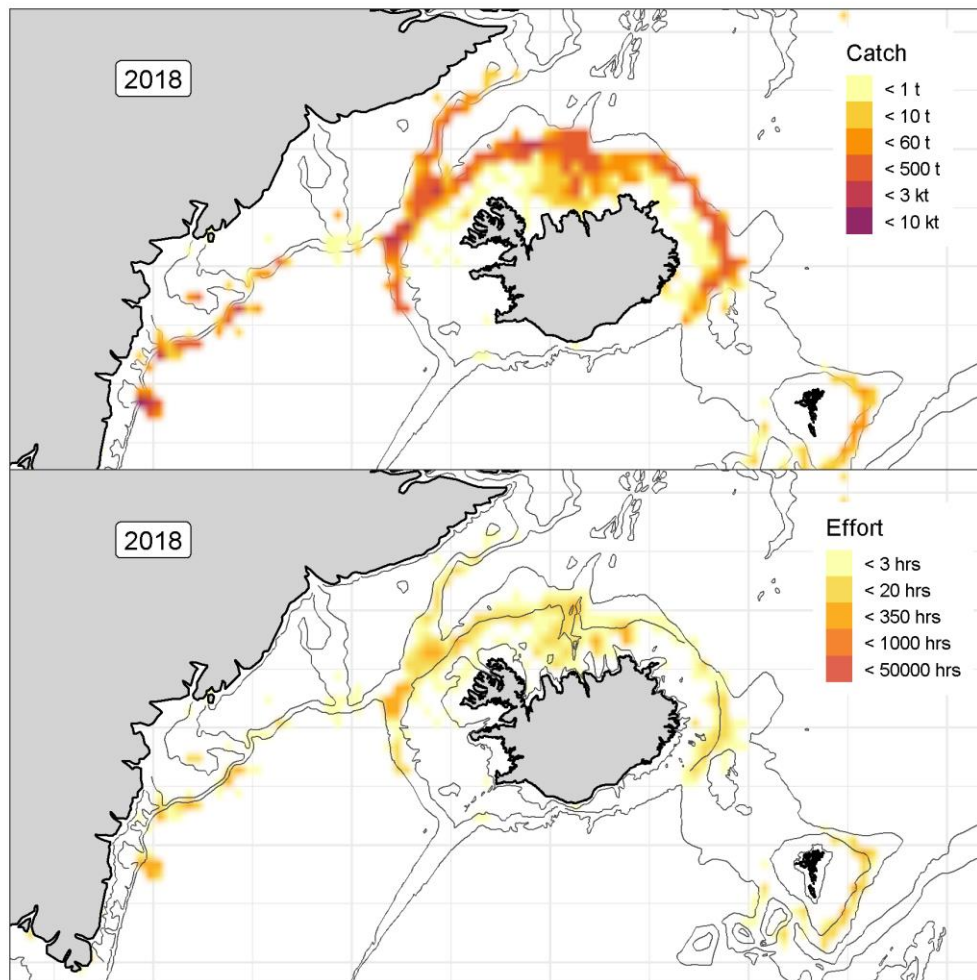 2018
Catch
< 1 t
< 10 t
< 60 t
< 500 t
< 3 kt
< 10 kt
2018
Effort
< 3 hrs
< 20 hrs
< 350 hrs
< 1000 hrs
< 50000 hrs